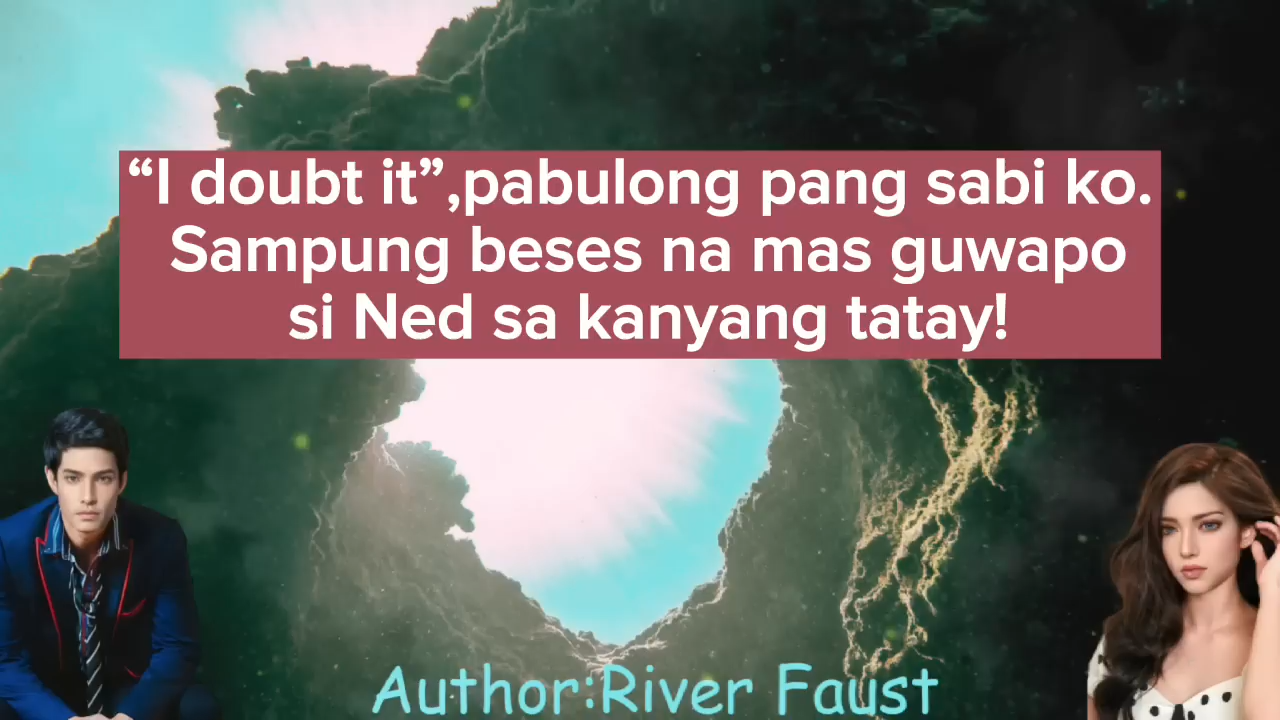 “I doubt it”,pabulong pang sabi ko.
Sampung beses na mas guwapo
si Ned sa kanyang tatay!
Author:River Faust